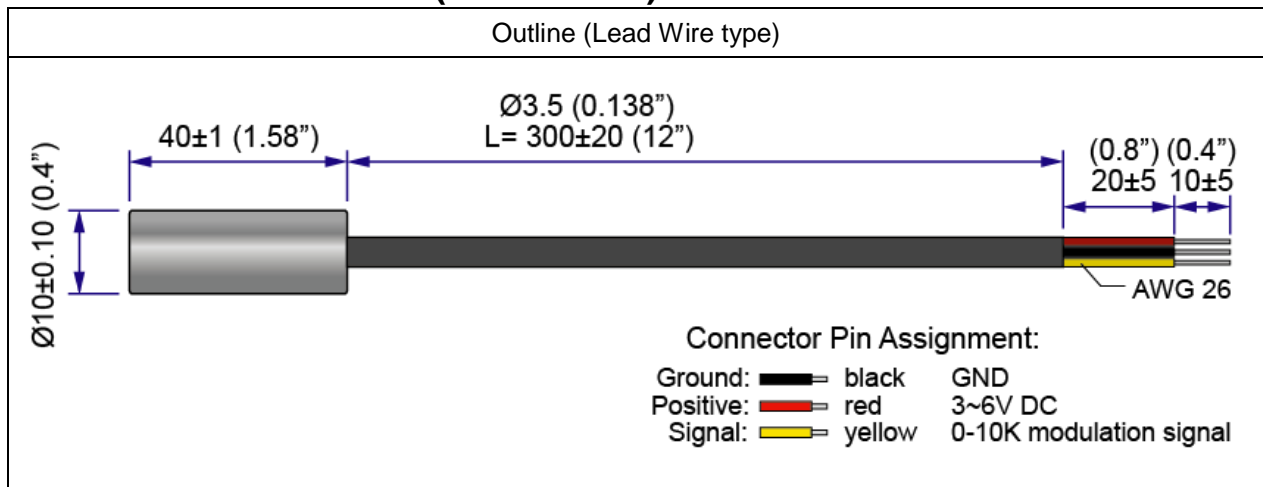 Outline (Lead Wire type)
Ø3.5 (0.138”)
40±1 (1.58”)
L= 300±20 (12”)
(0.8”) (0.4”)
20±5 10±5
Ø10±0.10 (0.4”)
AWG 26
Connector Pin Assignment:
Ground: black GND
Positive: red 3~6V DC
Signal: yellow 0-10K modulation signal